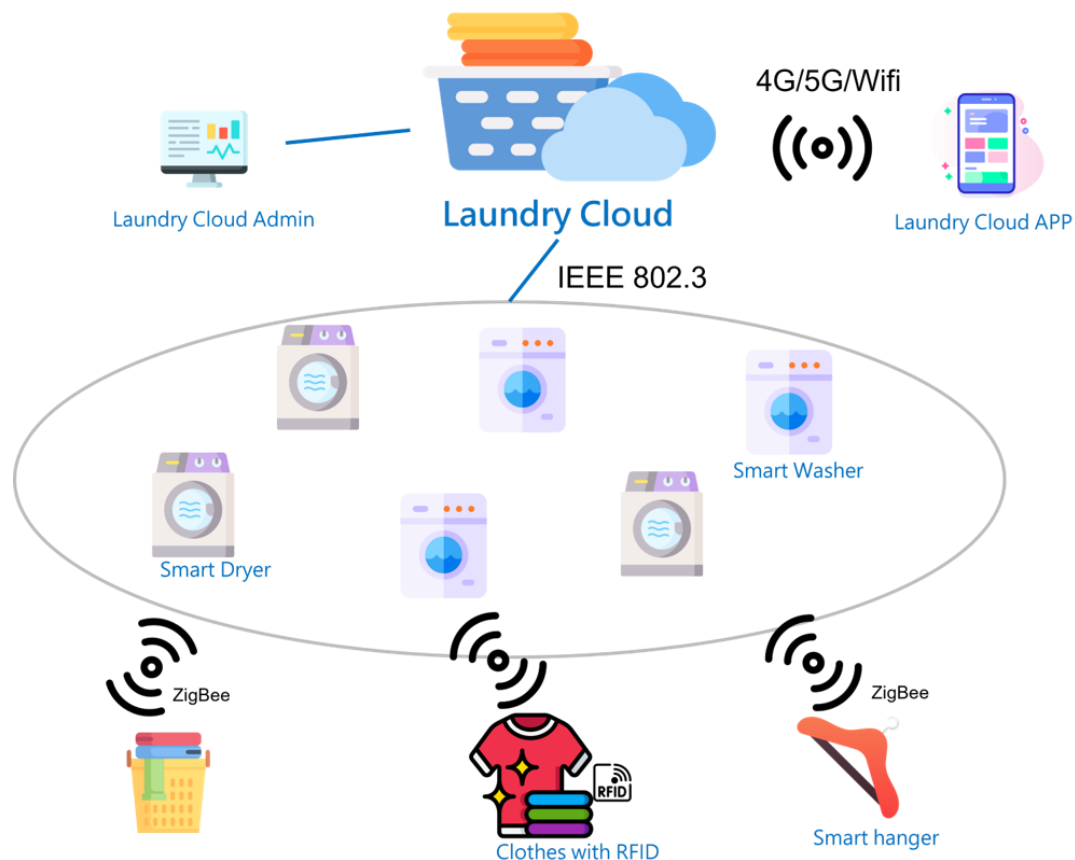 4G/5G/Wifi
Laundry Cloud Admin
Laundry Cloud
Laundry Cloud APP
IEEE 802.3
Smart Washer
Smart Dryer
ZigBee
ZigBee
RFID
Smart hanger
Clothes with RFID